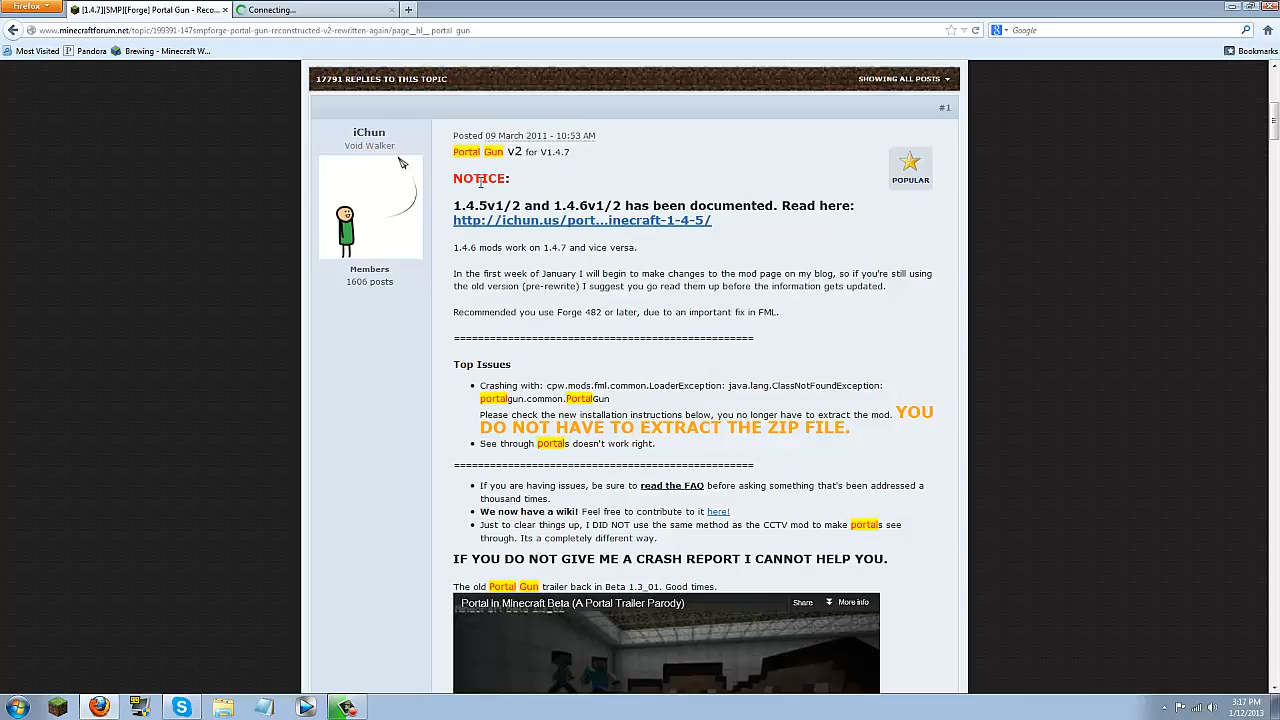 Firefox
[1.4.7][SMP][Forge] Portal Gun - Reco...
Connecting...
www.minecraftforum.net/topic/199391-147smpforge-portal-gun-reconstructed-v2-rewritten-again/page__hl__portal gun
Google
Most Visited
Pandora
Brewing - Minecraft W...
Bookmarks
17791 REPLIES TO THIS TOPIC
SHOWING ALL POSTS
#1
iChun
Void Walker
Members
1606 posts
Posted 09 March 2011 - 10:53 AM
POPULAR
Portal Gun v2 for V1.4.7
NOTICE:
1.4.5v1/2 and 1.4.6v1/2 has been documented. Read here:
http://ichun.us/port...inecraft-1-4-5/
1.4.6 mods work on 1.4.7 and vice versa.
In the first week of January I will begin to make changes to the mod page on my blog, so if you're still using
the old version (pre-rewrite) I suggest you go read them up before the information gets updated.
Recommended you use Forge 482 or later, due to an important fix in FML.
==================================================
Top Issues
Crashing with: cpw.mods.fml.common.LoaderException: java.lang.ClassNotFoundException:
portalgun.common.PortalGun
Please check the new installation instructions below, you no longer have to extract the mod. YOU
DO NOT HAVE TO EXTRACT THE ZIP FILE.
See through portals doesn't work right.
==================================================
If you are having issues, be sure to read the FAQ before asking something that's been addressed a
thousand times.
We now have a wiki! Feel free to contribute to it here!
Just to clear things up, I DID NOT use the same method as the CCTV mod to make portals see
through. Its a completely different way.
IF YOU DO NOT GIVE ME A CRASH REPORT I CANNOT HELP YOU.
The old Portal Gun trailer back in Beta 1.3_01. Good times.
Portal In Minecraft Beta (A Portal Trailer Parody)
Share
More info
3:17 PM
1/12/2013